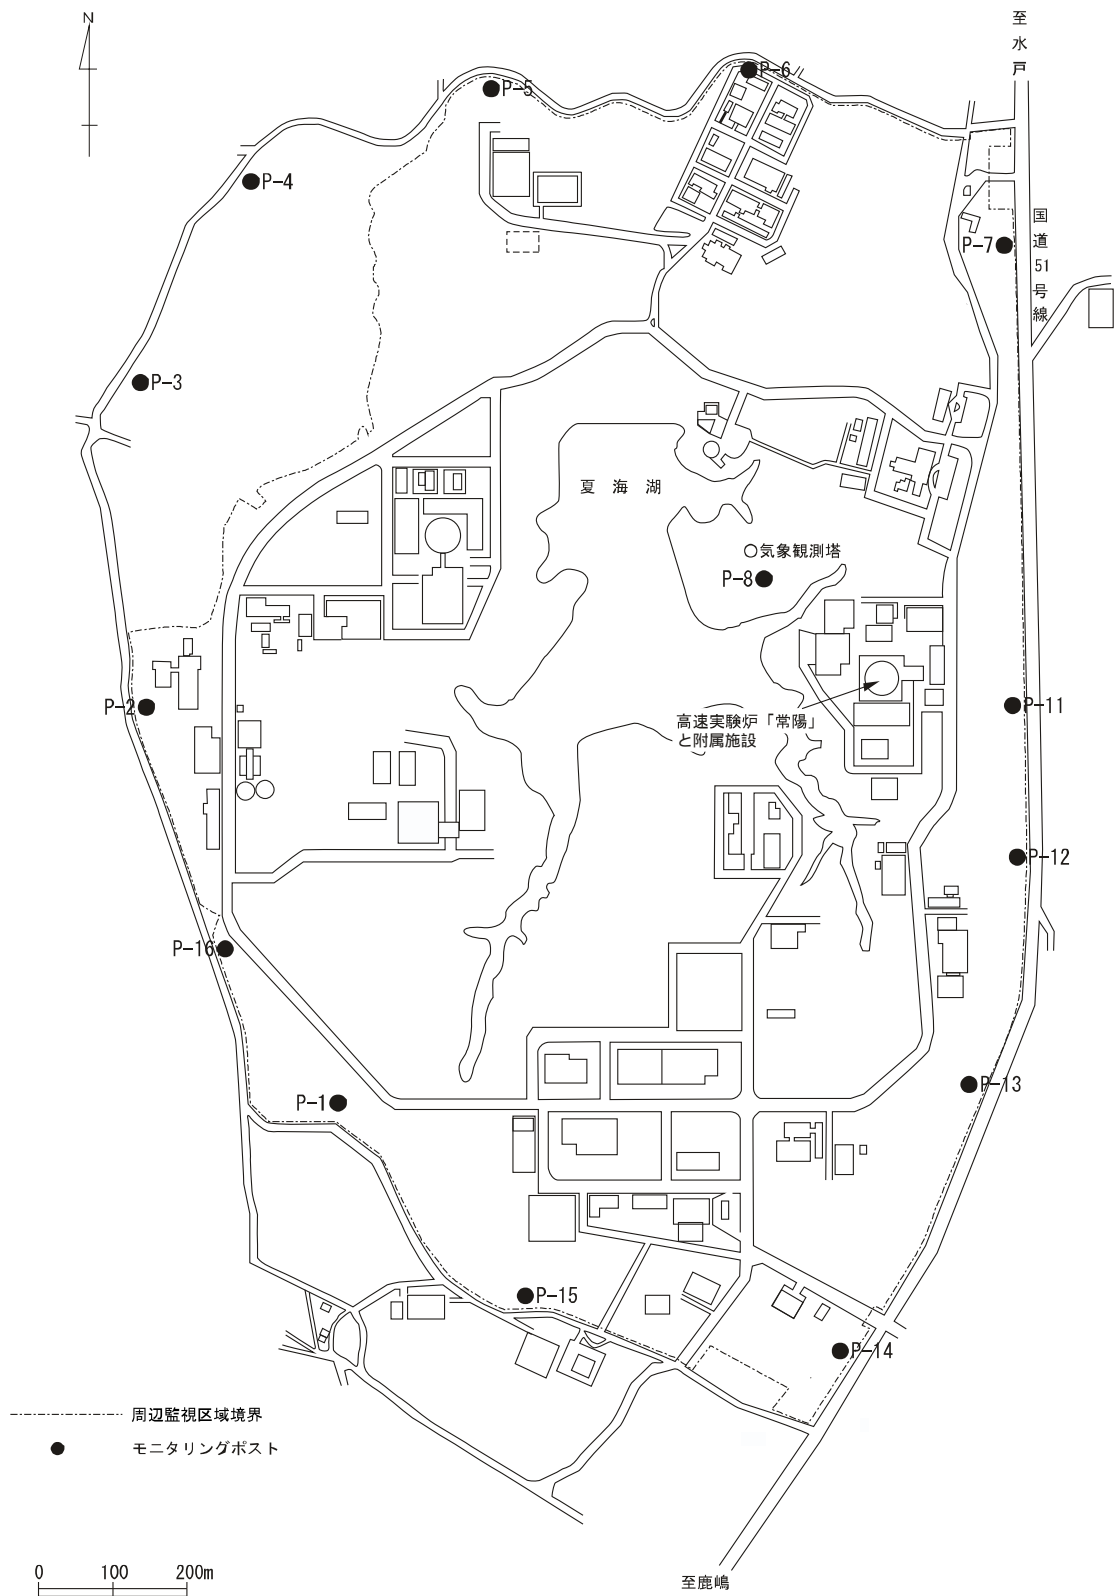 N
至水戸
P-6
P-5
P-4
国道51号線
P-7
P-3
夏海湖
気象観測塔
P-8
高速実験炉「常陽」
と附属施設
P-2
P-11
P-12
P-16
P-13
P-1
P-15
P-14
周辺監視区域境界
モニタリングポスト
0 100 200m
至鹿嶋